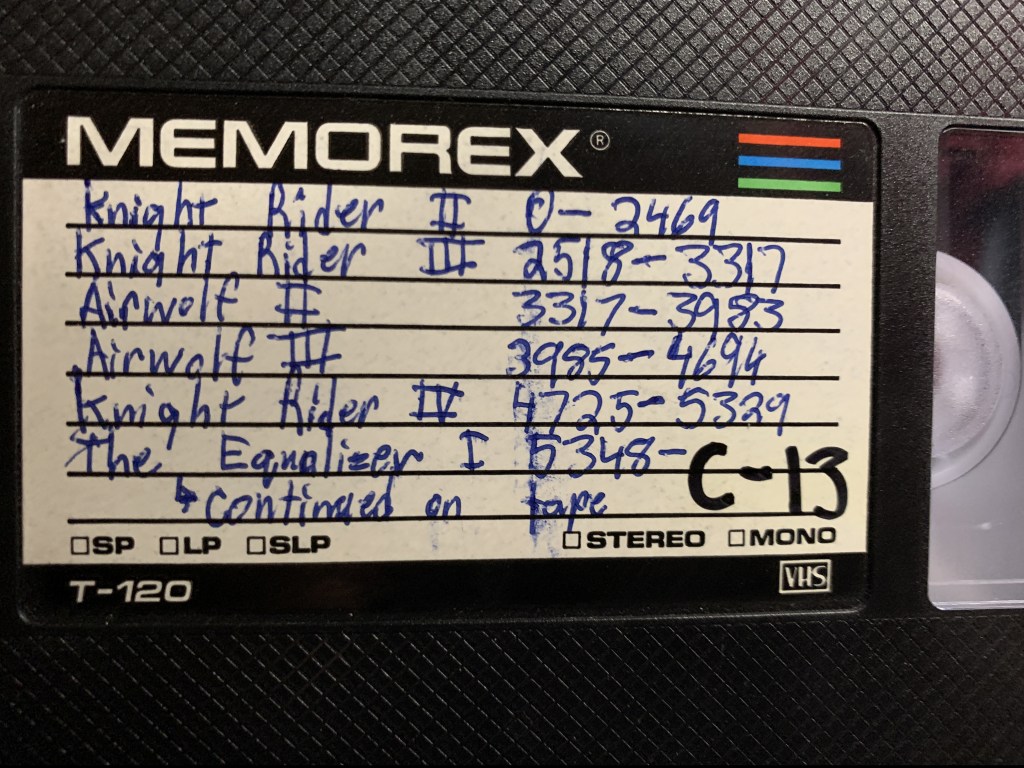 MEMOREX®
Knight Rider II 0-2469
Knight Rider III 2518-3317
Airwolf II 3317-3983
Airwolf III 3985-4694
Knight Rider IV 4725-5329
The Equalizer I 5348-
↳continued on tape C-13
□SP □LP □SLP □STEREO □MONO
T-120 VHS